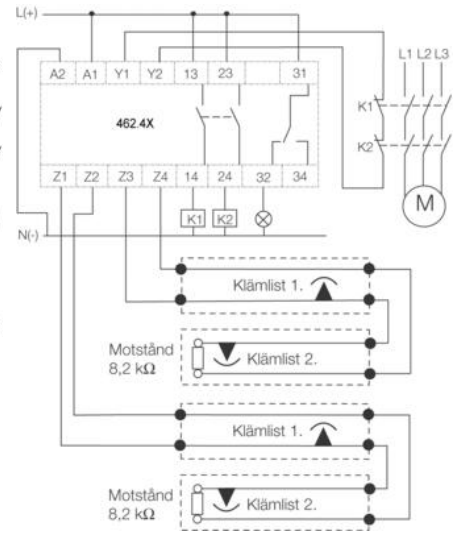 L(+)
A2 A1 Y1 Y2 13 23 31
462.4X
Z1 Z2 Z3 Z4 14 24 32 34
K1 K2
N(-)
L1 L2 L3
K1
K2
M
Klämlist 1.
Motstånd
8,2 kΩ
Klämlist 2.
Klämlist 1.
Motstånd
8,2 kΩ
Klämlist 2.